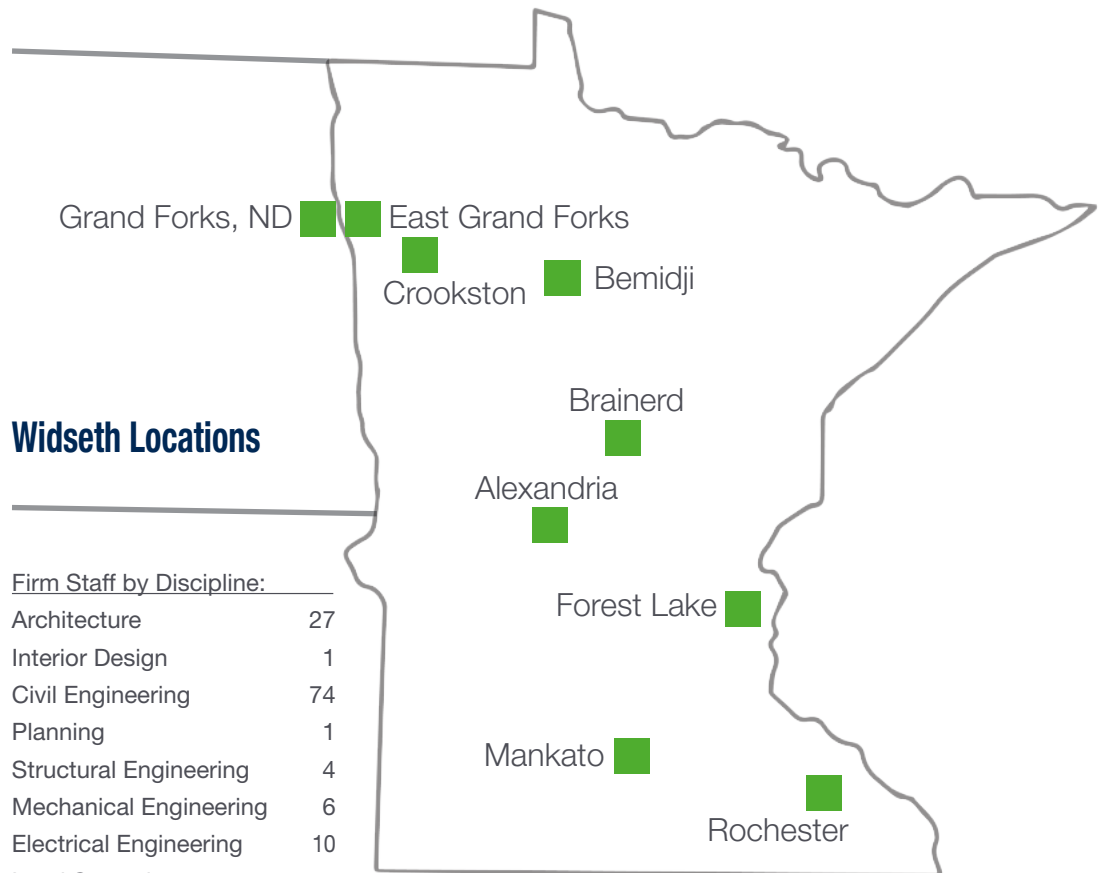 Grand Forks, ND
East Grand Forks
Crookston
Bemidji
Brainerd
Widseth Locations
Alexandria
Firm Staff by Discipline:
Architecture 27
Interior Design 1
Civil Engineering 74
Planning 1
Structural Engineering 4
Mechanical Engineering 6
Electrical Engineering 10
Forest Lake
Mankato
Rochester